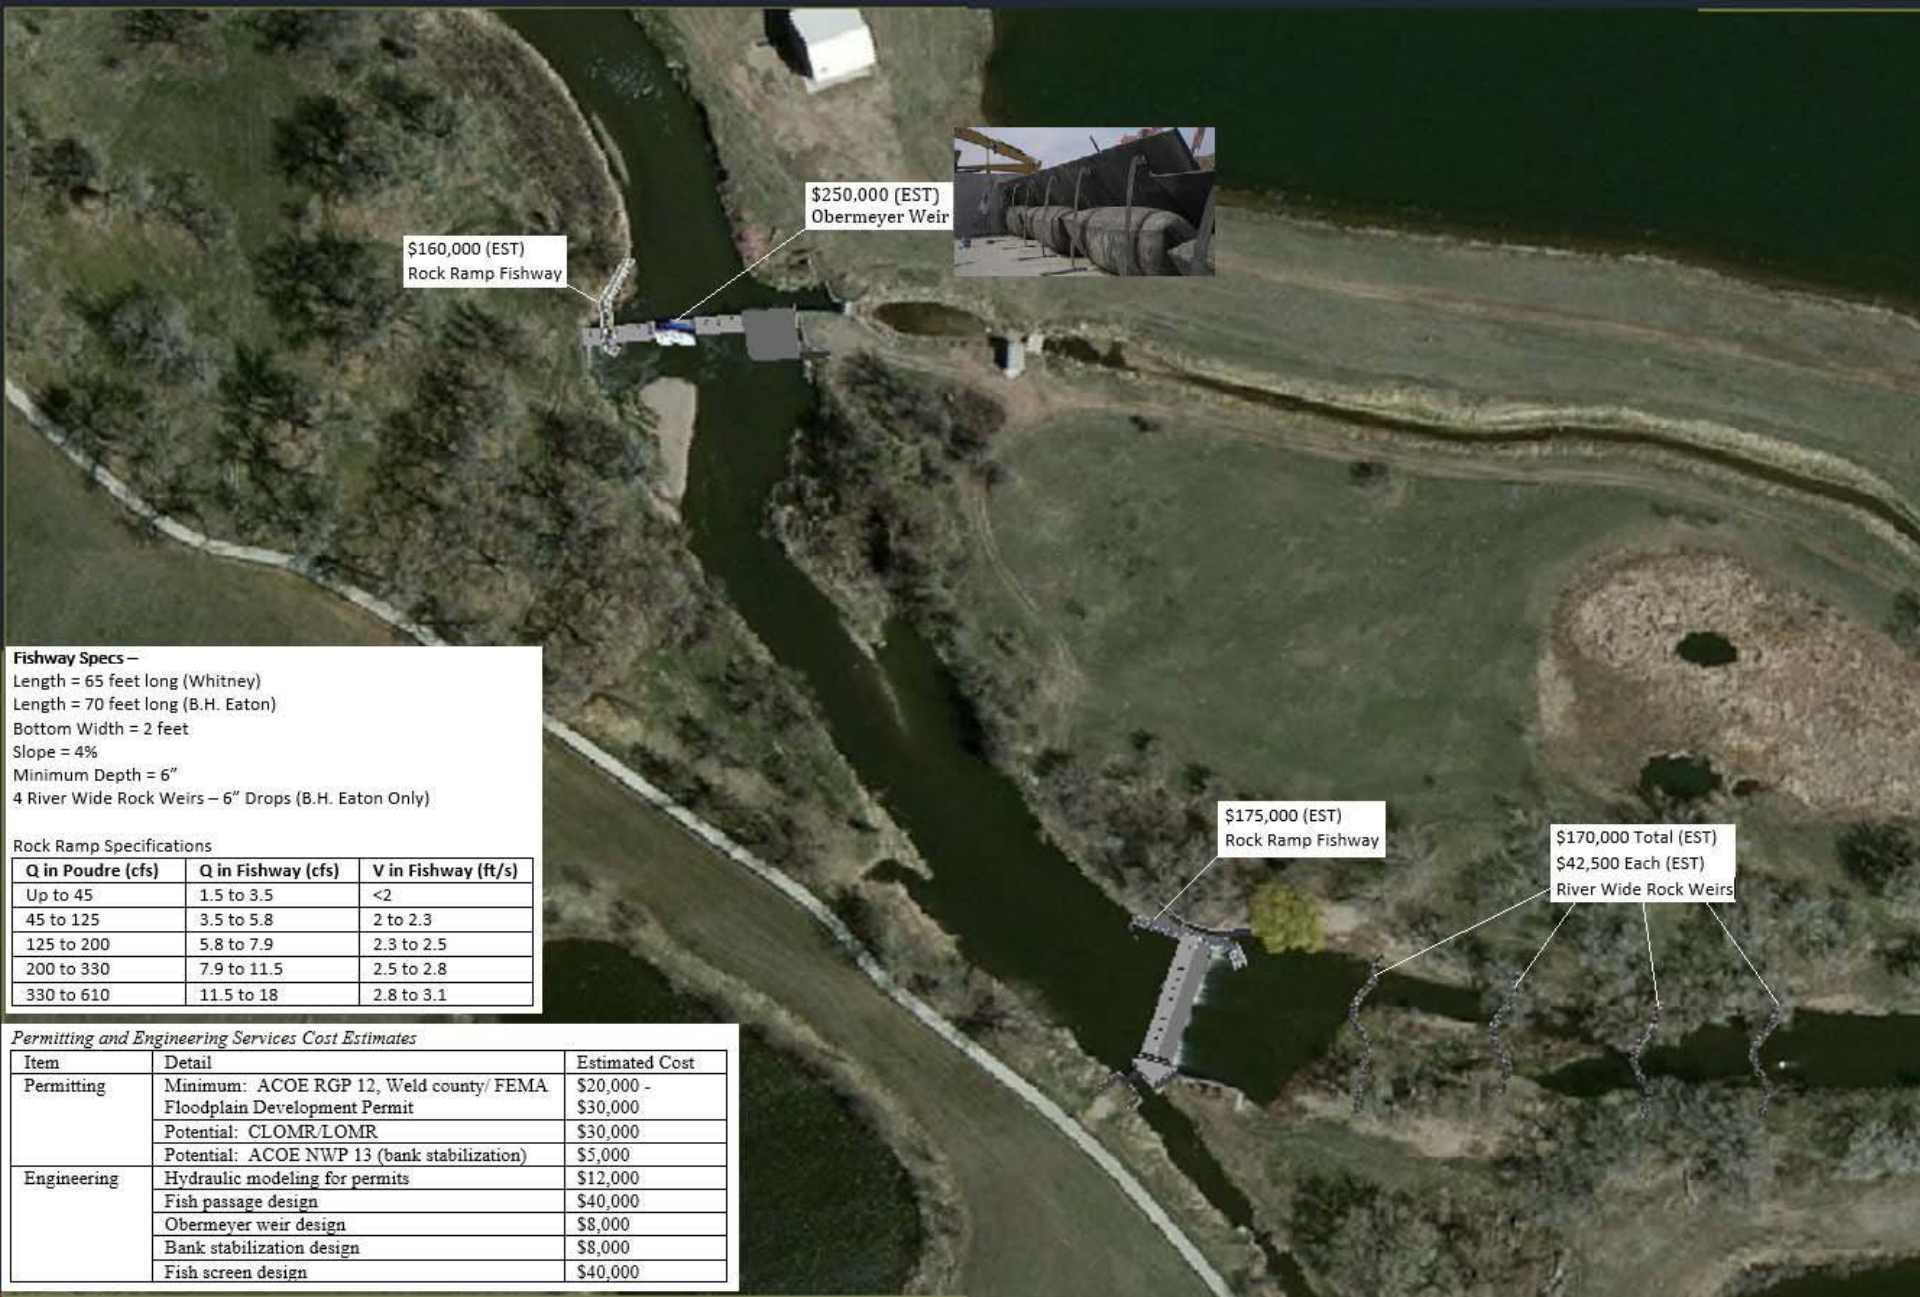 $250,000 (EST)
Obermeyer Weir
$160,000 (EST)
Rock Ramp Fishway
Fishway Specs –
Length = 65 feet long (Whitney)
Length = 70 feet long (B.H. Eaton)
Bottom Width = 2 feet
Slope = 4%
Minimum Depth = 6”
4 River Wide Rock Weirs – 6” Drops (B.H. Eaton Only)
Rock Ramp Specifications
Q in Poudre (cfs) Q in Fishway (cfs) V in Fishway (ft/s)
Up to 45 1.5 to 3.5 <2
45 to 125 3.5 to 5.8 2 to 2.3
125 to 200 5.8 to 7.9 2.3 to 2.5
200 to 330 7.9 to 11.5 2.5 to 2.8
330 to 610 11.5 to 18 2.8 to 3.1
$175,000 (EST)
Rock Ramp Fishway
$170,000 Total (EST)
$42,500 Each (EST)
River Wide Rock Weirs
Permitting and Engineering Services Cost Estimates
Item Detail Estimated Cost
Permitting Minimum: ACOE RGP 12, Weld county/ FEMA $20,000 -
Floodplain Development Permit $30,000
Potential: CLOMR/LOMR $30,000
Potential: ACOE NWP 13 (bank stabilization) $5,000
Engineering Hydraulic modeling for permits $12,000
Fish passage design $40,000
Obermeyer weir design $8,000
Bank stabilization design $8,000
Fish screen design $40,000